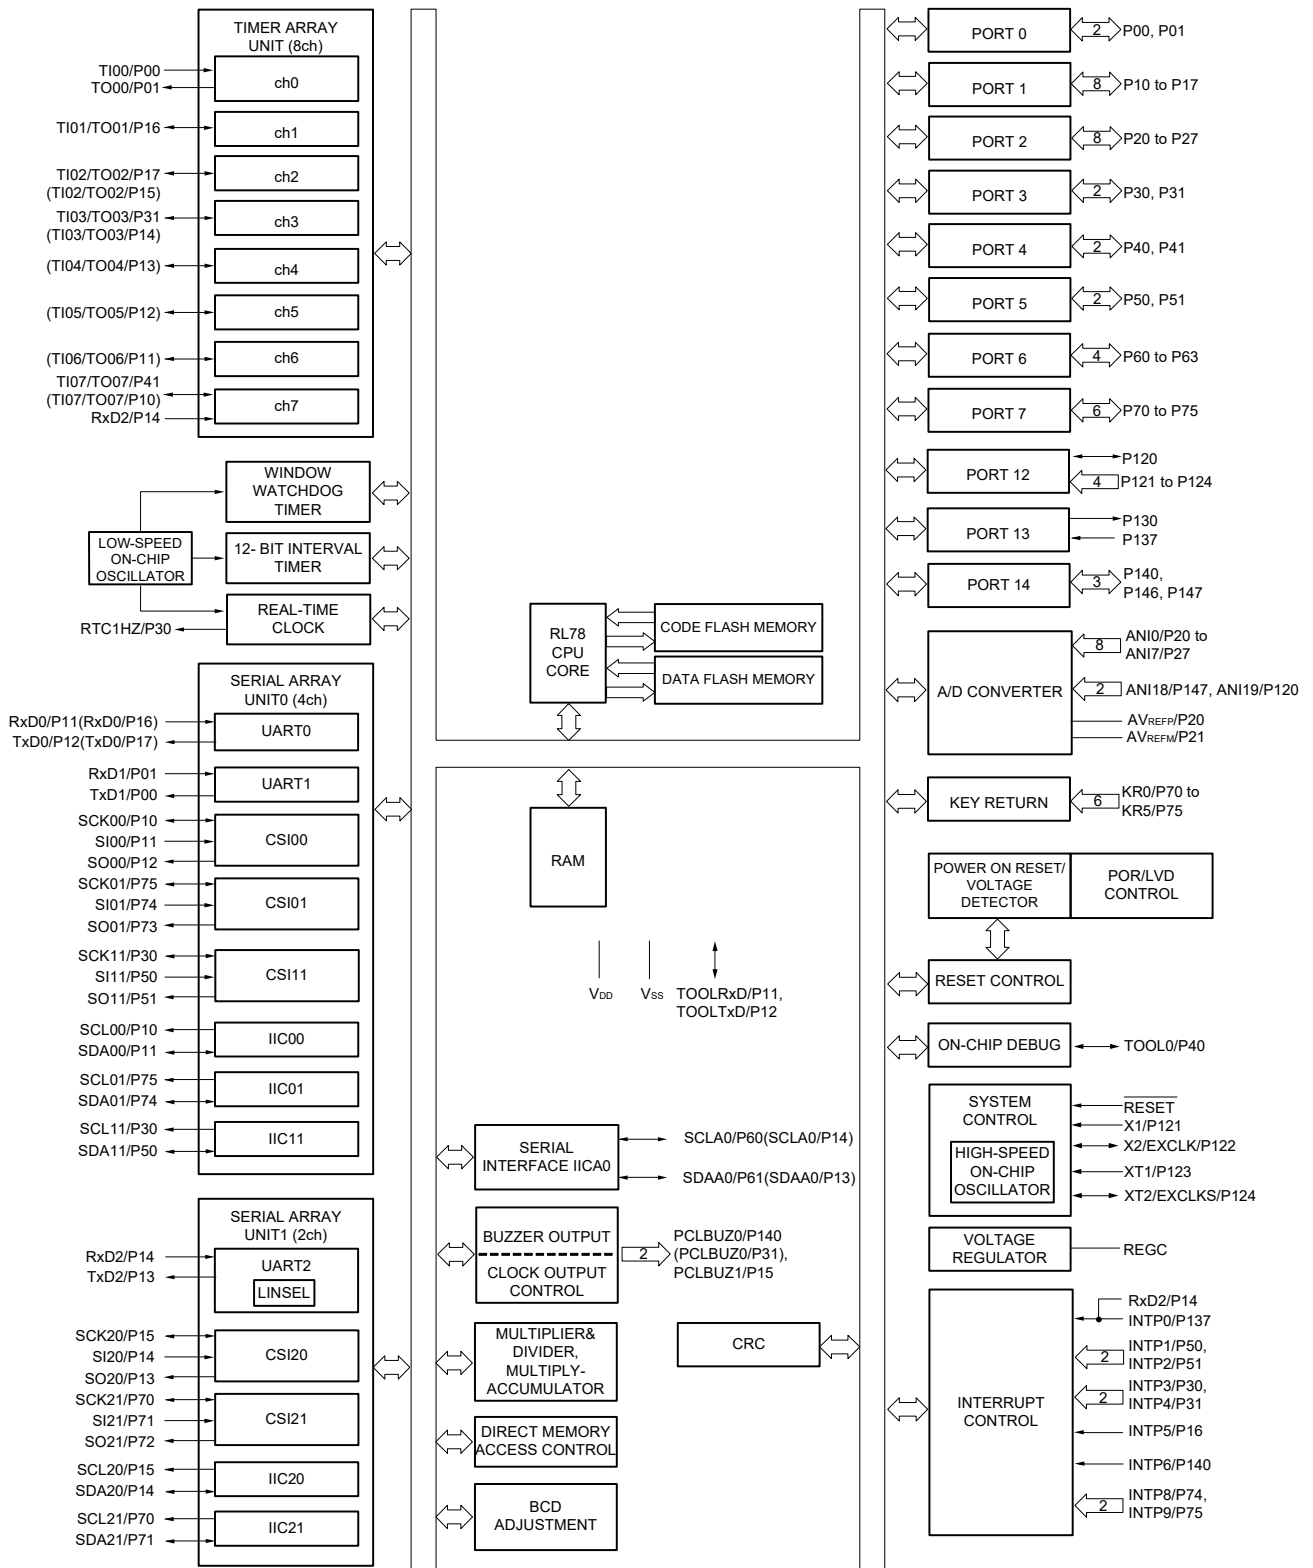 TIMER ARRAY
UNIT (8ch)
TI00/P00
TO00/P01
ch0
TI01/TO01/P16
ch1
TI02/TO02/P17
(TI02/TO02/P15)
ch2
TI03/TO03/P31
(TI03/TO03/P14)
ch3
(TI04/TO04/P13)
ch4
(TI05/TO05/P12)
ch5
(TI06/TO06/P11)
ch6
TI07/TO07/P41
(TI07/TO07/P10)
RxD2/P14
ch7
WINDOW
WATCHDOG
TIMER
LOW-SPEED
ON-CHIP
OSCILLATOR
12- BIT INTERVAL
TIMER
REAL-TIME
CLOCK
RTC1HZ/P30
SERIAL ARRAY
UNIT0 (4ch)
RxD0/P11(RxD0/P16)
TxD0/P12(TxD0/P17)
UART0
RxD1/P01
TxD1/P00
UART1
SCK00/P10
SI00/P11
SO00/P12
CSI00
SCK01/P75
SI01/P74
SO01/P73
CSI01
SCK11/P30
SI11/P50
SO11/P51
CSI11
SCL00/P10
SDA00/P11
IIC00
SCL01/P75
SDA01/P74
IIC01
SCL11/P30
SDA11/P50
IIC11
SERIAL ARRAY
UNIT1 (2ch)
RxD2/P14
TxD2/P13
UART2
LINSEL
SCK20/P15
SI20/P14
SO20/P13
CSI20
SCK21/P70
SI21/P71
SO21/P72
CSI21
SCL20/P15
SDA20/P14
IIC20
SCL21/P70
SDA21/P71
IIC21
RL78
CPU
CORE
CODE FLASH MEMORY
DATA FLASH MEMORY
RAM
VDD
VSS
TOOLRxD/P11,
TOOLTxD/P12
SERIAL
INTERFACE IICA0
SCLA0/P60(SCLA0/P14)
SDAA0/P61(SDAA0/P13)
BUZZER OUTPUT
CLOCK OUTPUT
CONTROL
2
PCLBUZ0/P140
(PCLBUZ0/P31),
PCLBUZ1/P15
MULTIPLIER&
DIVIDER,
MULTIPLY-
ACCUMULATOR
CRC
DIRECT MEMORY
ACCESS CONTROL
BCD
ADJUSTMENT
PORT 0
2
P00, P01
PORT 1
8
P10 to P17
PORT 2
8
P20 to P27
PORT 3
2
P30, P31
PORT 4
2
P40, P41
PORT 5
2
P50, P51
PORT 6
4
P60 to P63
PORT 7
6
P70 to P75
PORT 12
P120
4
P121 to P124
PORT 13
P130
P137
PORT 14
3
P140,
P146, P147
A/D CONVERTER
8
ANI0/P20 to
ANI7/P27
2
ANI18/P147, ANI19/P120
AVREFP/P20
AVREFM/P21
KEY RETURN
6
KR0/P70 to
KR5/P75
POWER ON RESET/
VOLTAGE
DETECTOR
POR/LVD
CONTROL
RESET CONTROL
ON-CHIP DEBUG
TOOL0/P40
SYSTEM
CONTROL
HIGH-SPEED
ON-CHIP
OSCILLATOR
RESET
X1/P121
X2/EXCLK/P122
XT1/P123
XT2/EXCLKS/P124
VOLTAGE
REGULATOR
REGC
INTERRUPT
CONTROL
RxD2/P14
INTP0/P137
2
INTP1/P50,
INTP2/P51
2
INTP3/P30,
INTP4/P31
INTP5/P16
INTP6/P140
2
INTP8/P74,
INTP9/P75